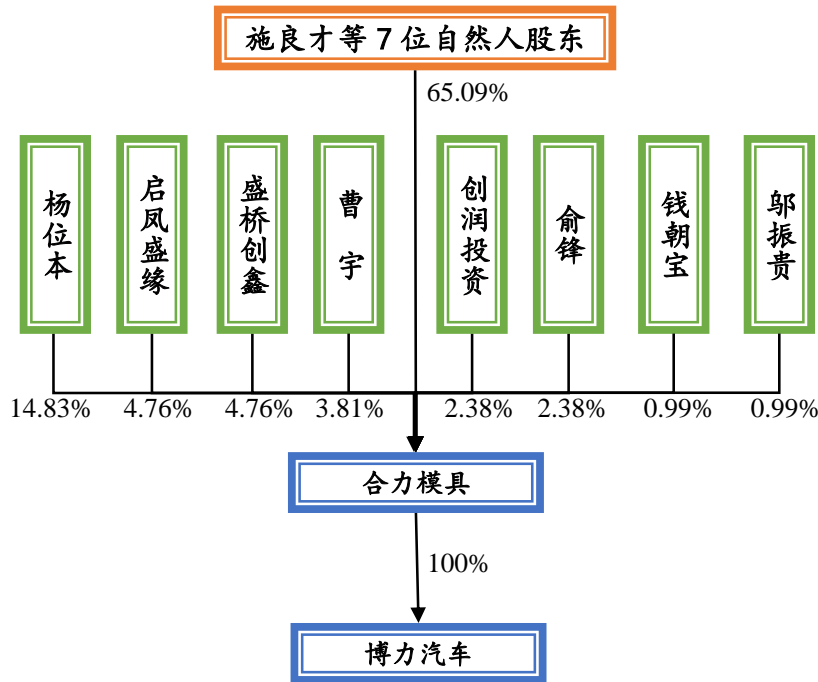 施良才等7位自然人股东
65.09%
杨位本
启凤盛缘
盛桥创鑫
曹宇
创润投资
俞锋
钱朝宝
邬振贵
14.83%
4.76%
4.76%
3.81%
2.38%
2.38%
0.99%
0.99%
合力模具
100%
博力汽车